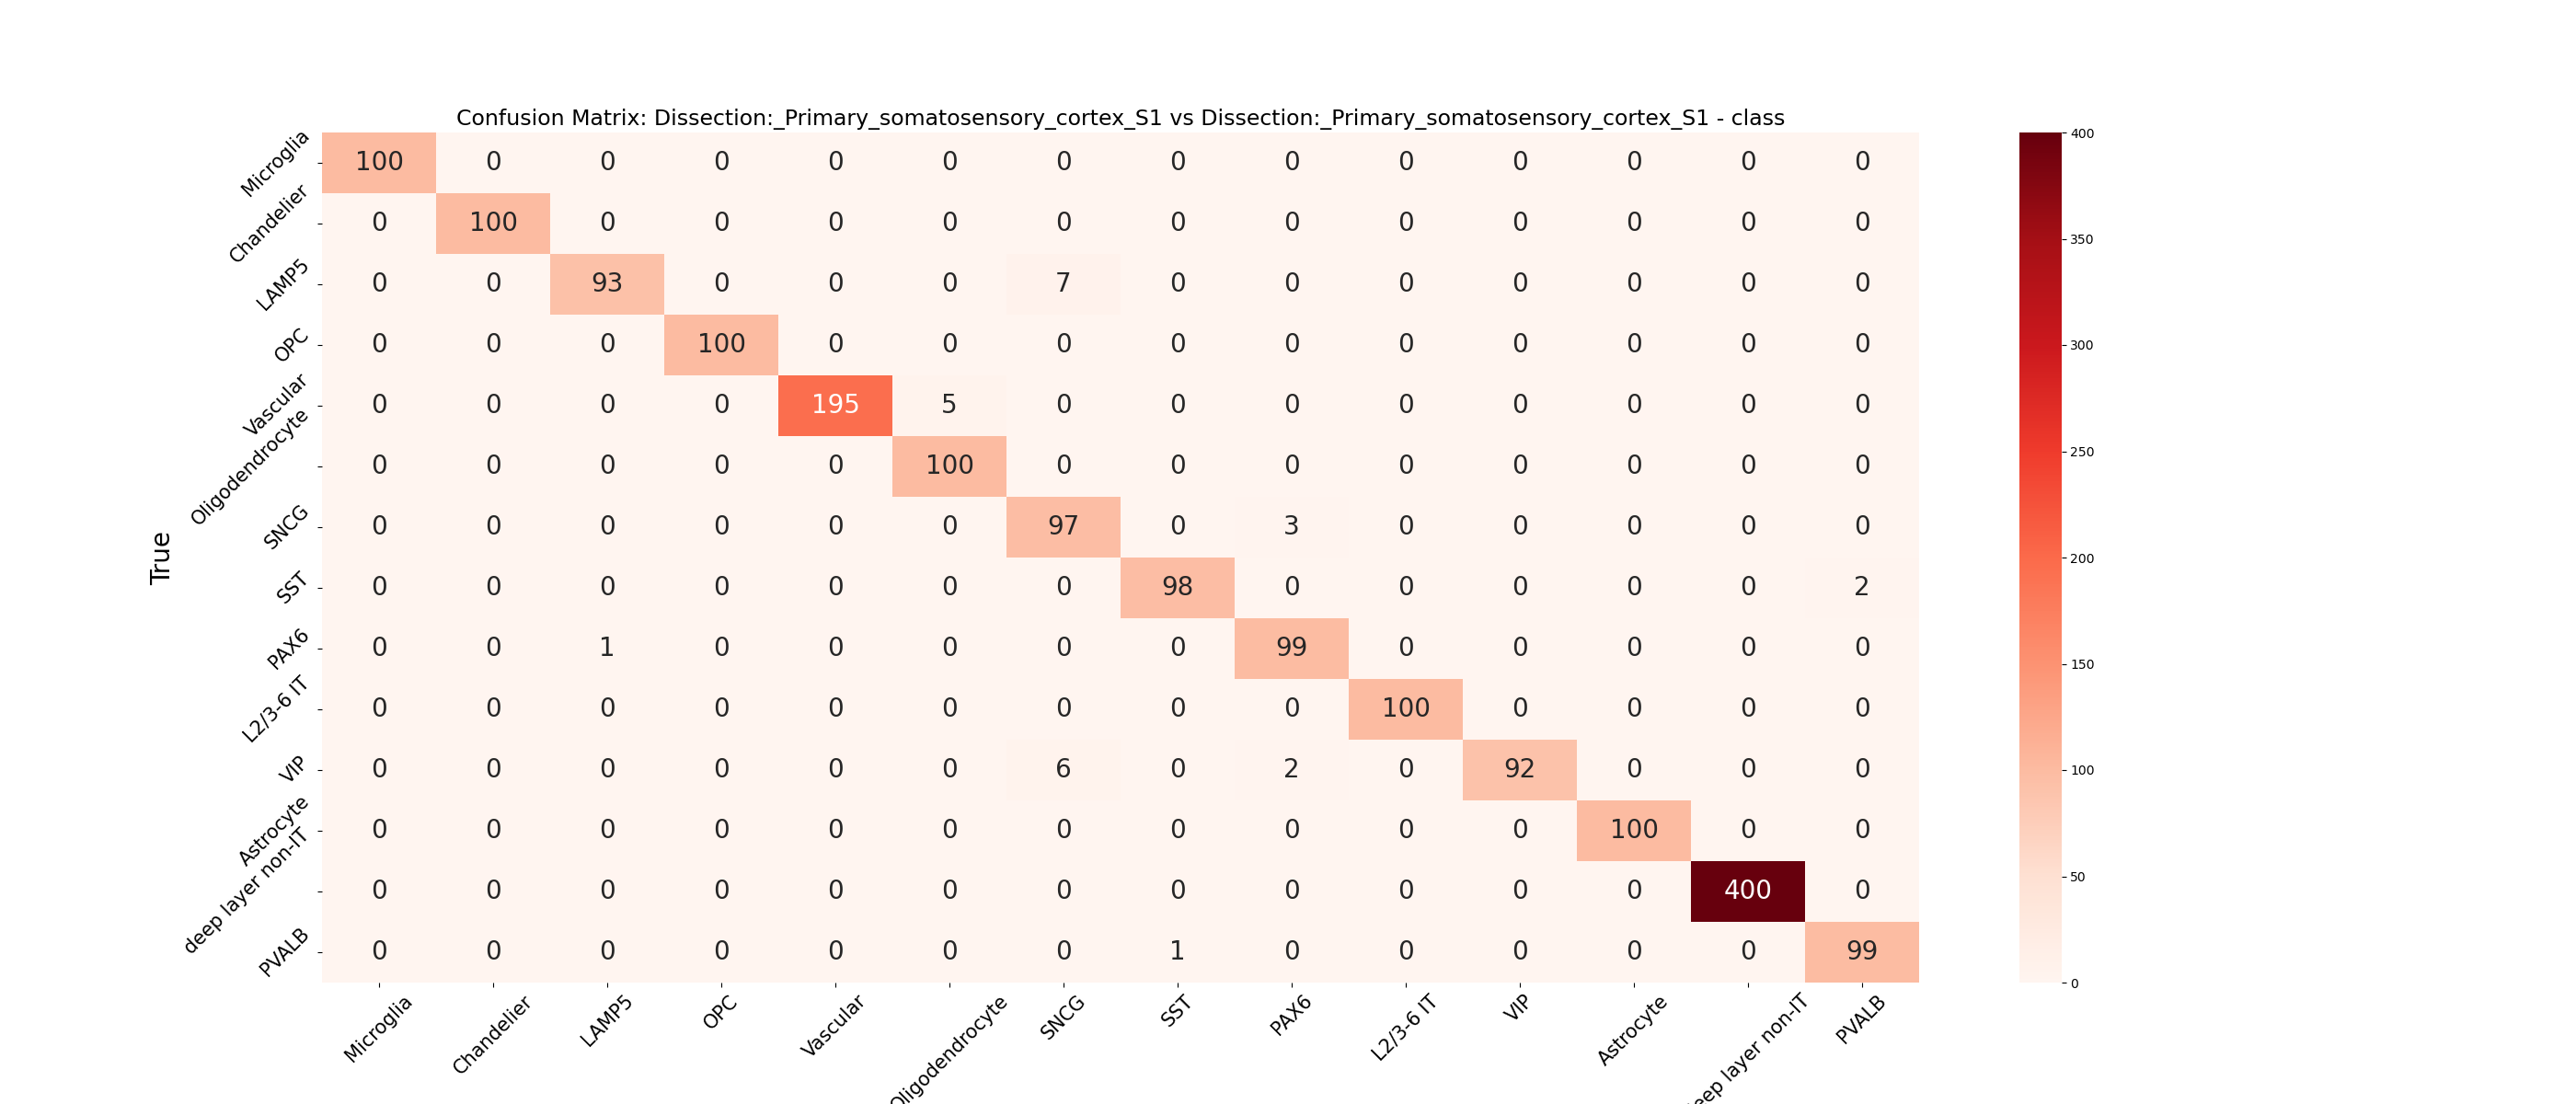 Confusion Matrix: Dissection:_Primary_somatosensory_cortex_S1 vs Dissection:_Primary_somatosensory_cortex_S1 - class
Microglia 100 0 0 0 0 0 0 0 0 0 0 0 0 0
Chandelier 0 100 0 0 0 0 0 0 0 0 0 0 0 0
LAMP5 0 0 93 0 0 0 7 0 0 0 0 0 0 0
OPC 0 0 0 100 0 0 0 0 0 0 0 0 0 0
Vascular 0 0 0 0 195 5 0 0 0 0 0 0 0 0
Oligodendrocyte 0 0 0 0 0 100 0 0 0 0 0 0 0 0
SNCG 0 0 0 0 0 0 97 0 3 0 0 0 0 0
SST 0 0 0 0 0 0 0 98 0 0 0 0 0 2
PAX6 0 0 1 0 0 0 0 0 99 0 0 0 0 0
L2/3-6 IT 0 0 0 0 0 0 0 0 0 100 0 0 0 0
VIP 0 0 0 0 0 0 6 0 2 0 92 0 0 0
Astrocyte 0 0 0 0 0 0 0 0 0 0 0 100 0 0
deep layer non-IT 0 0 0 0 0 0 0 0 0 0 0 0 400 0
PVALB 0 0 0 0 0 0 0 1 0 0 0 0 0 99
True
Microglia Chandelier LAMP5 OPC Vascular Oligodendrocyte SNCG SST PAX6 L2/3-6 IT VIP Astrocyte eep layer non-IT PVALB
400
350
300
250
200
150
100
50
0